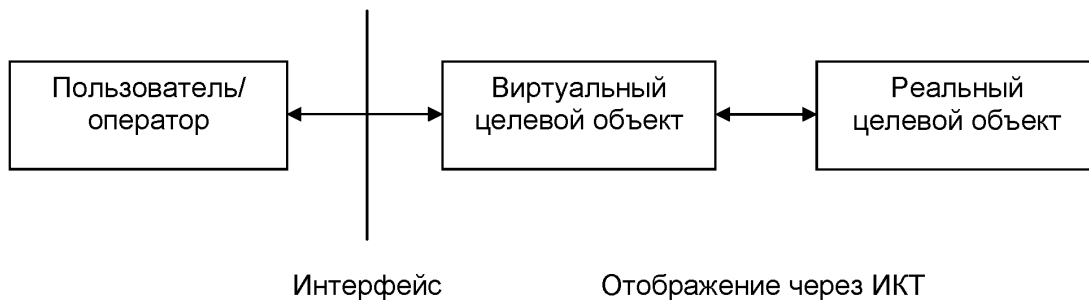 Пользователь/
оператор
Виртуальный
целевой объект
Реальный
целевой объект
Интерфейс
Отображение через ИКТ